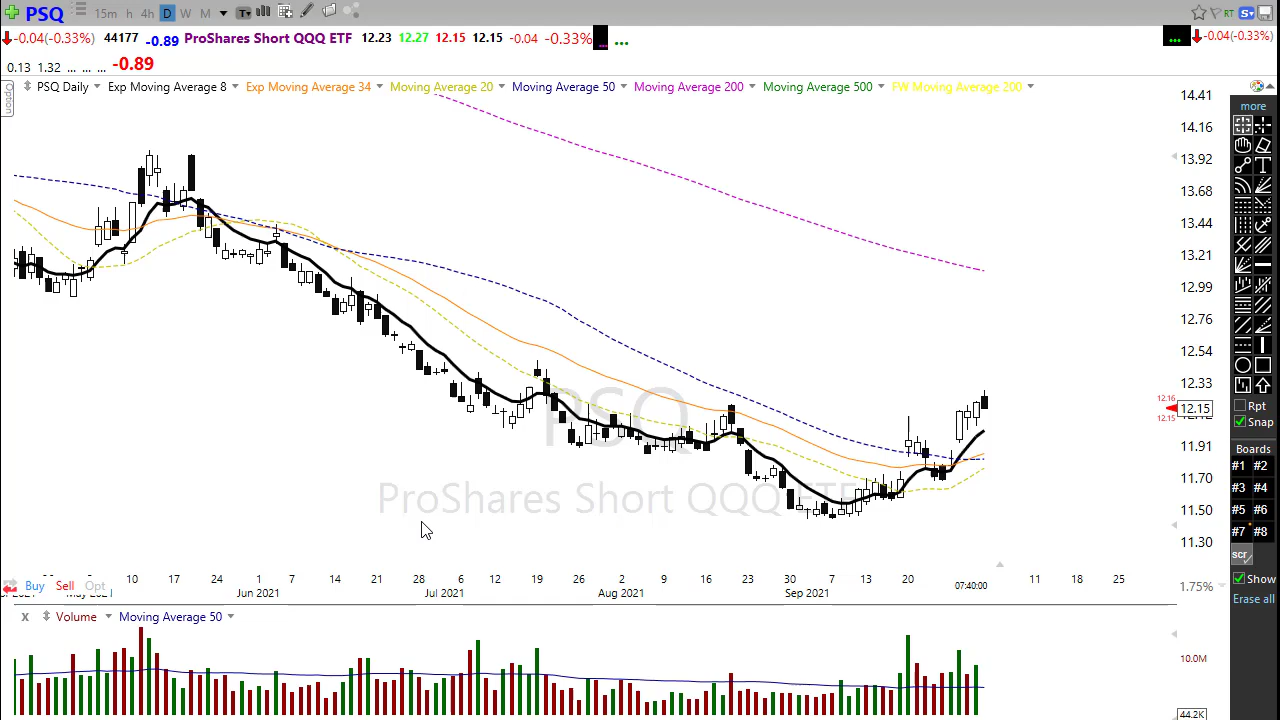 PSQ 15m h 4h D W M T RT S
-0.04(-0.33%) 44177 -0.89 ProShares Short QQQ ETF 12.23 12.27 12.15 12.15 -0.04 -0.33% ... ... ... -0.04(-0.33%)
0.13 1.32 ... ... ... -0.89
Option PSQ Daily Exp Moving Average 8 Exp Moving Average 34 Moving Average 20 Moving Average 50 Moving Average 200 Moving Average 500 FW Moving Average 200
14.41
more
14.16
13.92
13.68
13.44
13.21
12.99
12.76
12.54
12.33
12.16
12.15
12.15
Rpt
Snap
11.91
11.70
11.50
11.30
PSQ
ProShares Short QQQ ETF
Boards
#1 #2
#3 #4
#5 #6
#7 #8
scr
Show
Erase all
10 17 24 1 7 14 21 28 6 12 19 26 2 9 16 23 30 7 13 20 07:40:00 11 18 25
Buy Sell Opt 1.75%
Jun 2021 Jul 2021 Aug 2021 Sep 2021
x Volume Moving Average 50
10.0M
44.2K